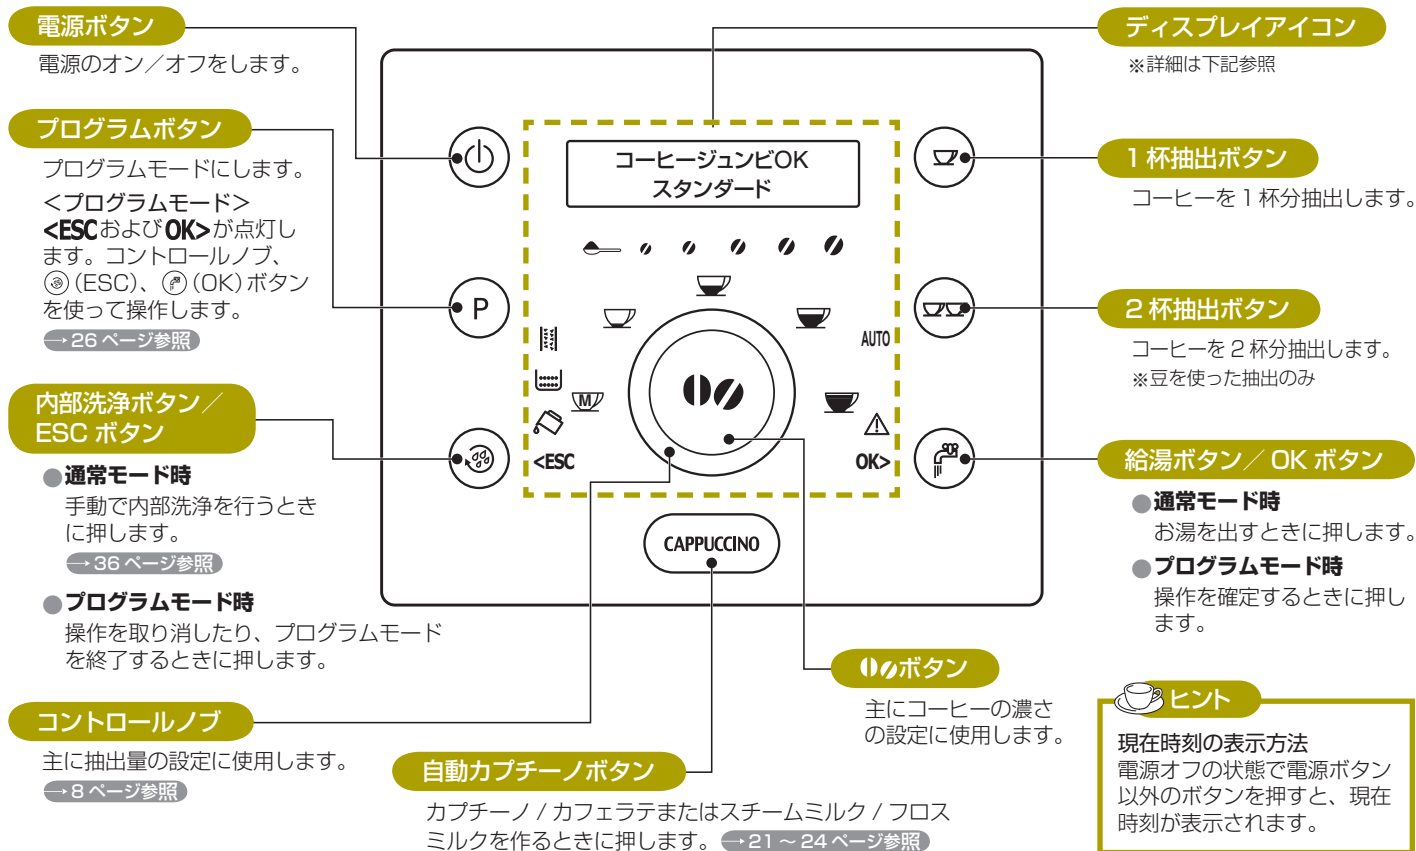 電源ボタン
電源のオン／オフをします。
プログラムボタン
プログラムモードにします。
＜プログラムモード＞
<ESCおよびOK>が点灯し
ます。コントロールノブ、
(ESC)、(OK)ボタン
を使って操作します。
→26 ページ参照
内部洗浄ボタン／
ESC ボタン
●通常モード時
手動で内部洗浄を行うとき
に押します。
→36 ページ参照
●プログラムモード時
操作を取り消したり、プログラムモード
を終了するときに押します。
コントロールノブ
主に抽出量の設定に使用します。
→8 ページ参照
コーヒージュンビOK
スタンダード
P
AUTO
M
<ESC
OK>
CAPPUCCINO
自動カプチーノボタン
カプチーノ / カフェラテまたはスチームミルク / フロス
ミルクを作るときに押します。→21 ～ 24 ページ参照
ボタン
主にコーヒーの濃さ
の設定に使用します。
ディスプレイアイコン
※詳細は下記参照
1 杯抽出ボタン
コーヒーを 1 杯分抽出します。
2 杯抽出ボタン
コーヒーを 2 杯分抽出します。
※豆を使った抽出のみ
給湯ボタン／ OK ボタン
●通常モード時
お湯を出すときに押します。
●プログラムモード時
操作を確定するときに押し
ます。
ヒント
現在時刻の表示方法
電源オフの状態で電源ボタン
以外のボタンを押すと、現在
時刻が表示されます。